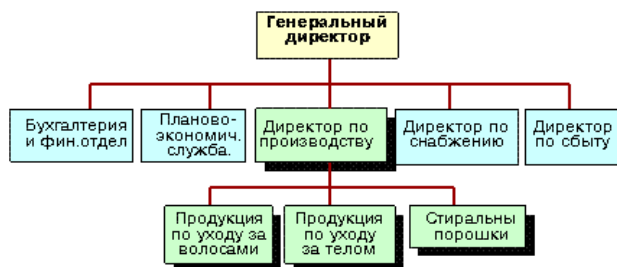 Генеральный
директор
Бухгалтерия
и фин.отдел
Планово-
экономич.
служба.
Директор по
производству
Директор по
снабжению
Директор
по сбыту
Продукция
по уходу за
волосами
Продукция
по уходу
за телом
Стиральны
порошки